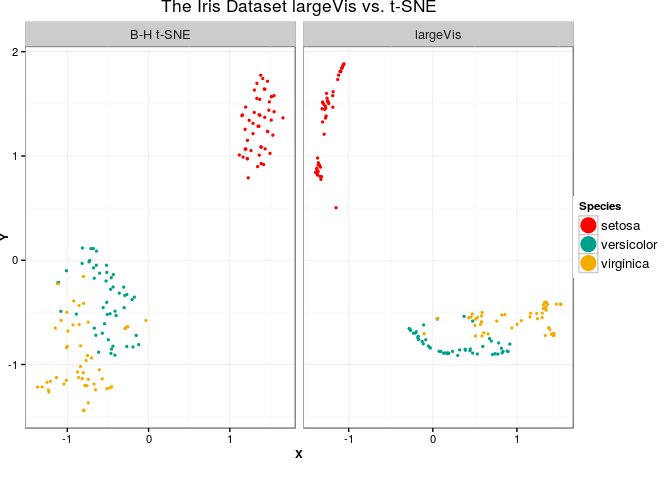 The Iris Dataset largeVis vs. t-SNE
B-H t-SNE
largeVis
2
1
0
-1
Y
-1
0
1
-1
0
1
x
Species
setosa
versicolor
virginica